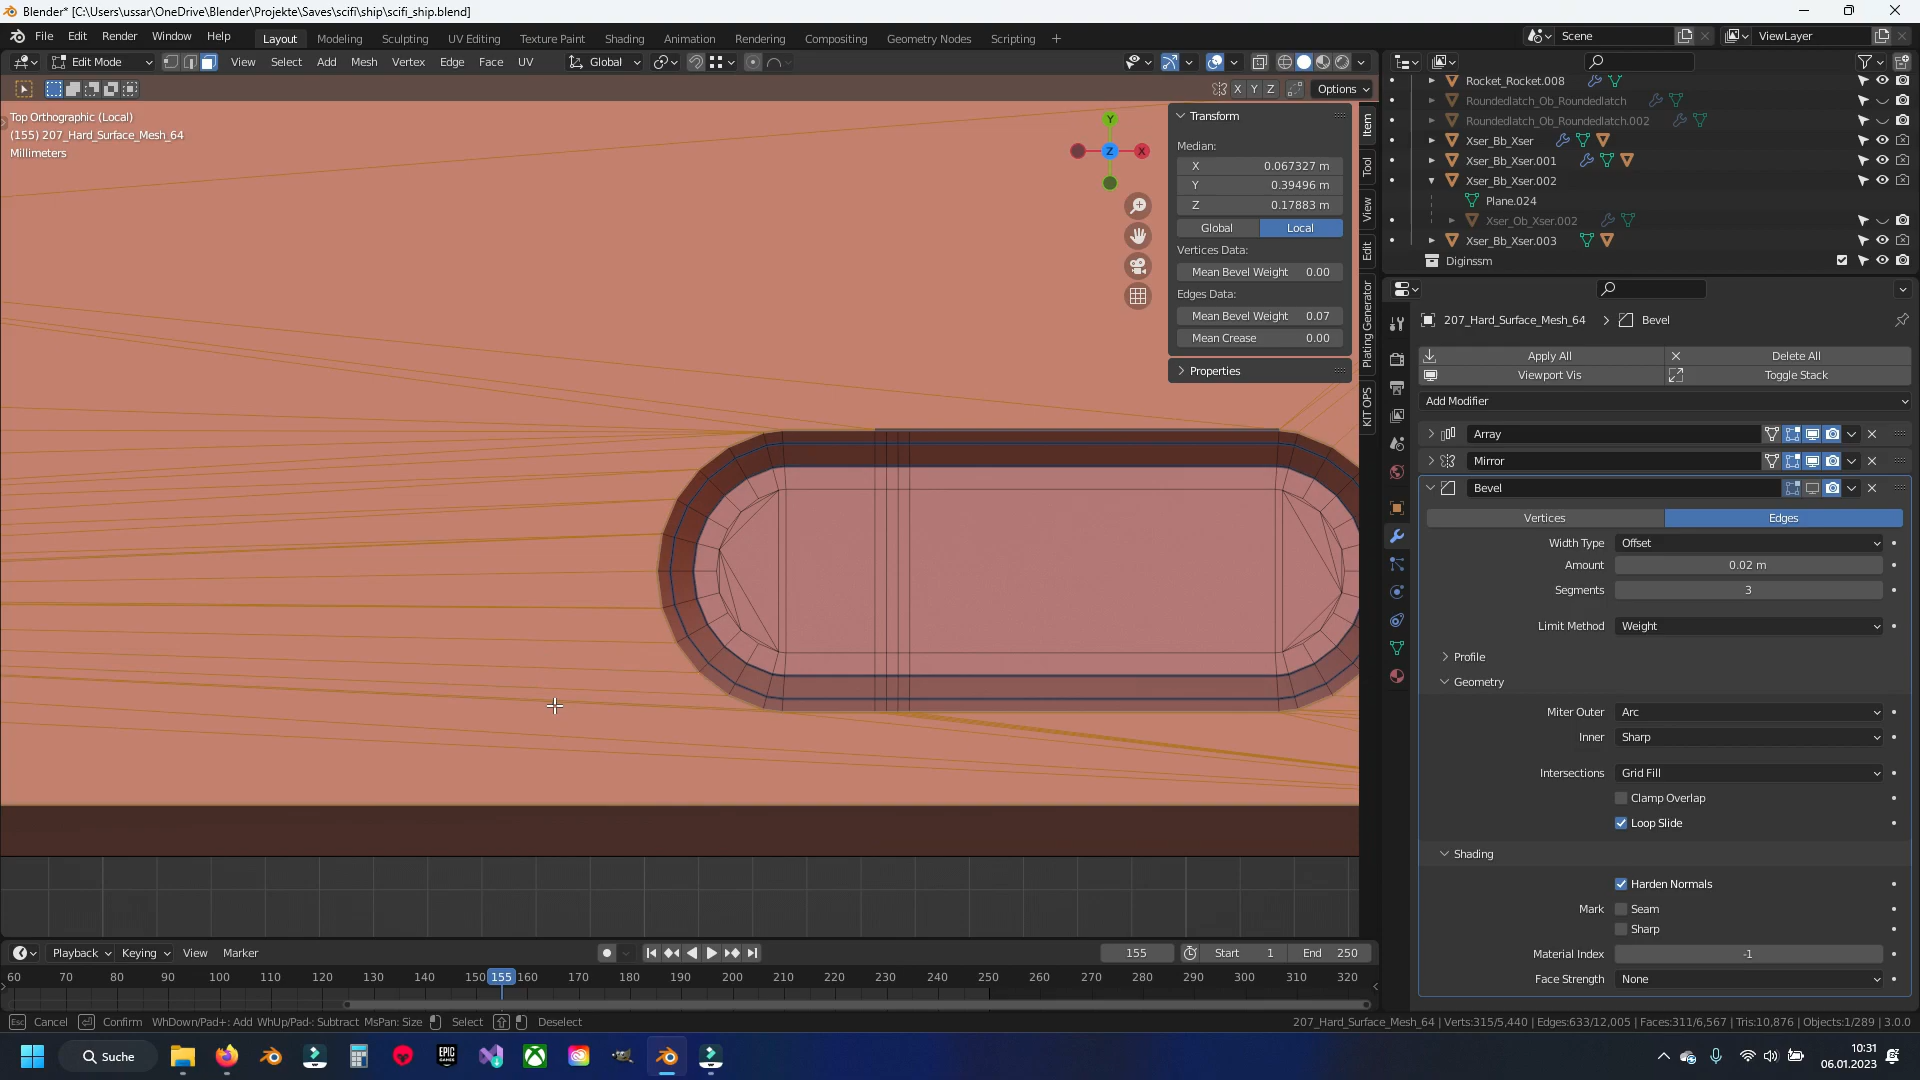 Blender* [C:\Users\ussar\OneDrive\Blender\Projekte\Saves\scifi\ship\scifi_ship.blend]
File Edit Render Window Help Layout Modeling Sculpting UV Editing Texture Paint Shading Animation Rendering Compositing Geometry Nodes Scripting + Scene ViewLayer
Edit Mode View Select Add Mesh Vertex Edge Face UV Global
X Y Z Options
Top Orthographic (Local)
(155) 207_Hard_Surface_Mesh_64
Millimeters
Y
Z
X
Transform
Median:
X 0.067327 m
Y 0.39496 m
Z 0.17883 m
Global Local
Vertices Data:
Mean Bevel Weight 0.00
Edges Data:
Mean Bevel Weight 0.07
Mean Crease 0.00
Properties
Item
Tool
View
Edit
Plating Generator
KIT OPS
Rocket_Rocket.008
Roundedlatch_Ob_Roundedlatch
Roundedlatch_Ob_Roundedlatch.002
Xser_Bb_Xser
Xser_Bb_Xser.001
Xser_Bb_Xser.002
Plane.024
Xser_Ob_Xser.002
Xser_Bb_Xser.003
Diginssm
207_Hard_Surface_Mesh_64 > Bevel
Apply All Delete All
Viewport Vis Toggle Stack
Add Modifier
Array
Mirror
Bevel
Vertices Edges
Width Type Offset
Amount 0.02 m
Segments 3
Limit Method Weight
Profile
Geometry
Miter Outer Arc
Inner Sharp
Intersections Grid Fill
Clamp Overlap
Loop Slide
Shading
Harden Normals
Mark Seam
Sharp
Material Index -1
Face Strength None
Playback Keying View Marker 155 Start 1 End 250
60 70 80 90 100 110 120 130 140 150 155 160 170 180 190 200 210 220 230 240 250 260 270 280 290 300 310 320
Esc Cancel Confirm WhDown/Pad+: Add WhUp/Pad-: Subtract MsPan: Size Select Deselect 207_Hard_Surface_Mesh_64 | Verts:315/5,440 | Edges:633/12,005 | Faces:311/6,567 | Tris:10,876 | Objects:1/289 | 3.0.0
Suche EPIC GAMES 10:31
06.01.2023